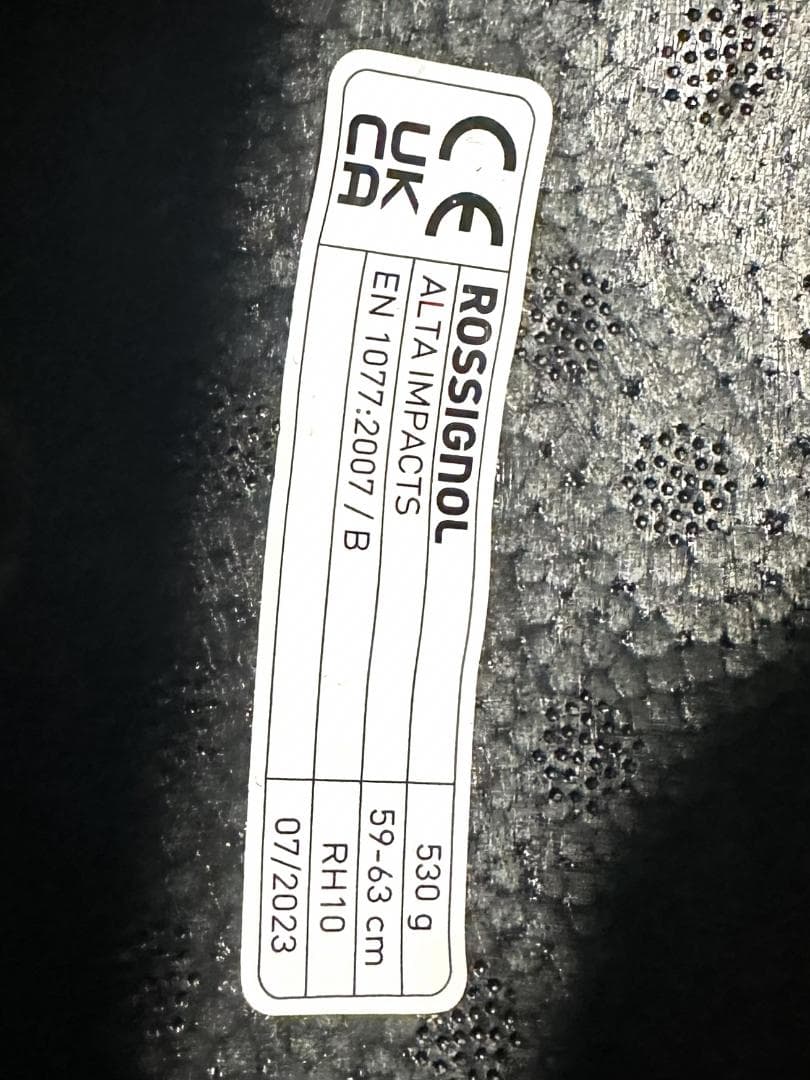 CE
UK
CA
ROSSIGNOL
ALTA IMPACTS
EN 1077:2007 / B
530 g
59-63 cm
RH10
07/2023